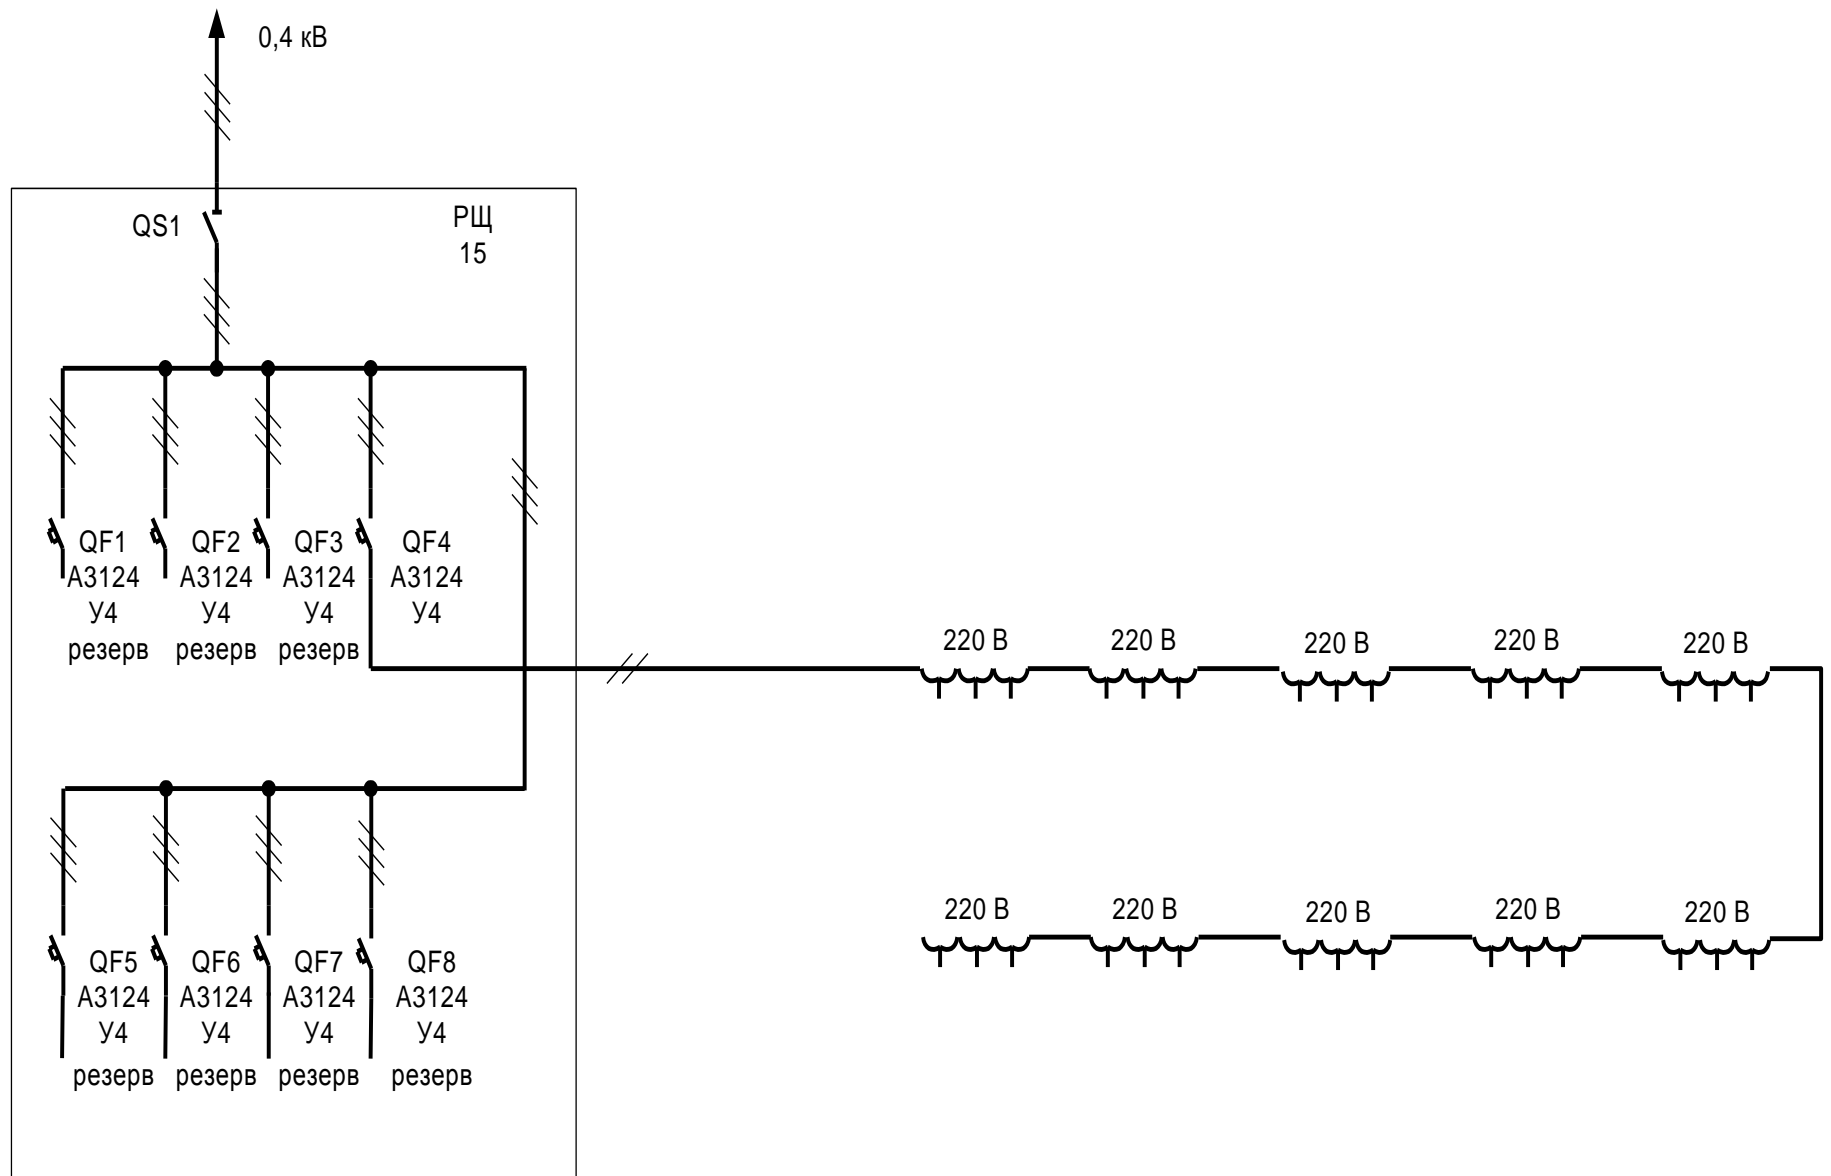 0,4 кВ
QS1
РЩ
15
QF1
А3124
У4
резерв
QF2
А3124
У4
резерв
QF3
А3124
У4
резерв
QF4
А3124
У4
220 В
220 В
220 В
220 В
220 В
220 В
220 В
220 В
220 В
220 В
QF5
А3124
У4
резерв
QF6
А3124
У4
резерв
QF7
А3124
У4
резерв
QF8
А3124
У4
резерв